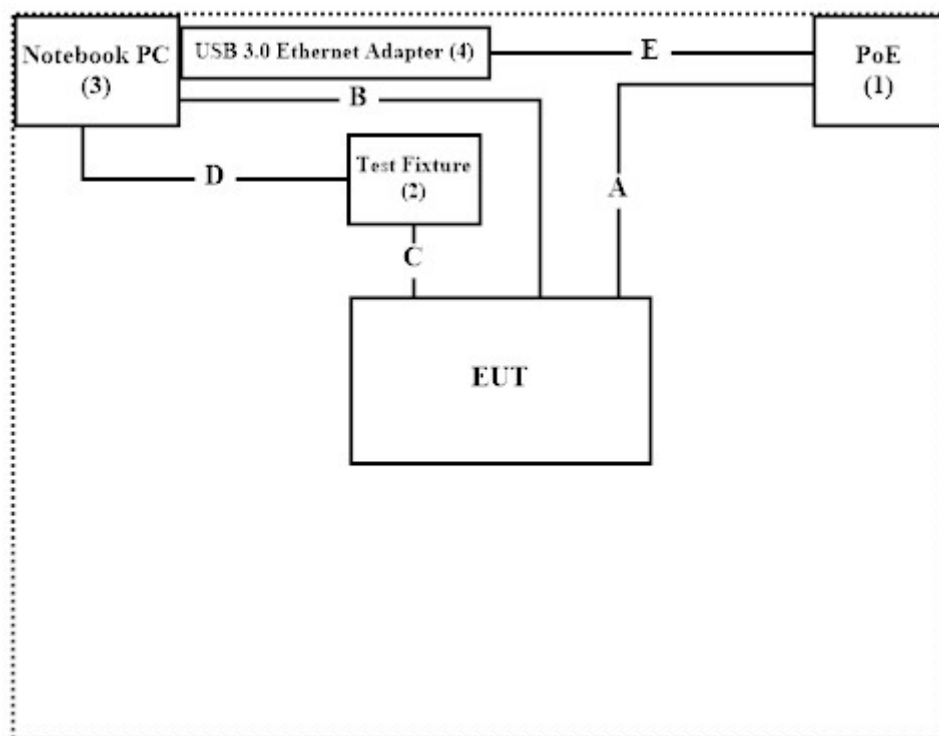 Notebook PC
(3)
USB 3.0 Ethernet Adapter (4)
E
PoE
(1)
B
Test Fixture
(2)
D
A
C
EUT